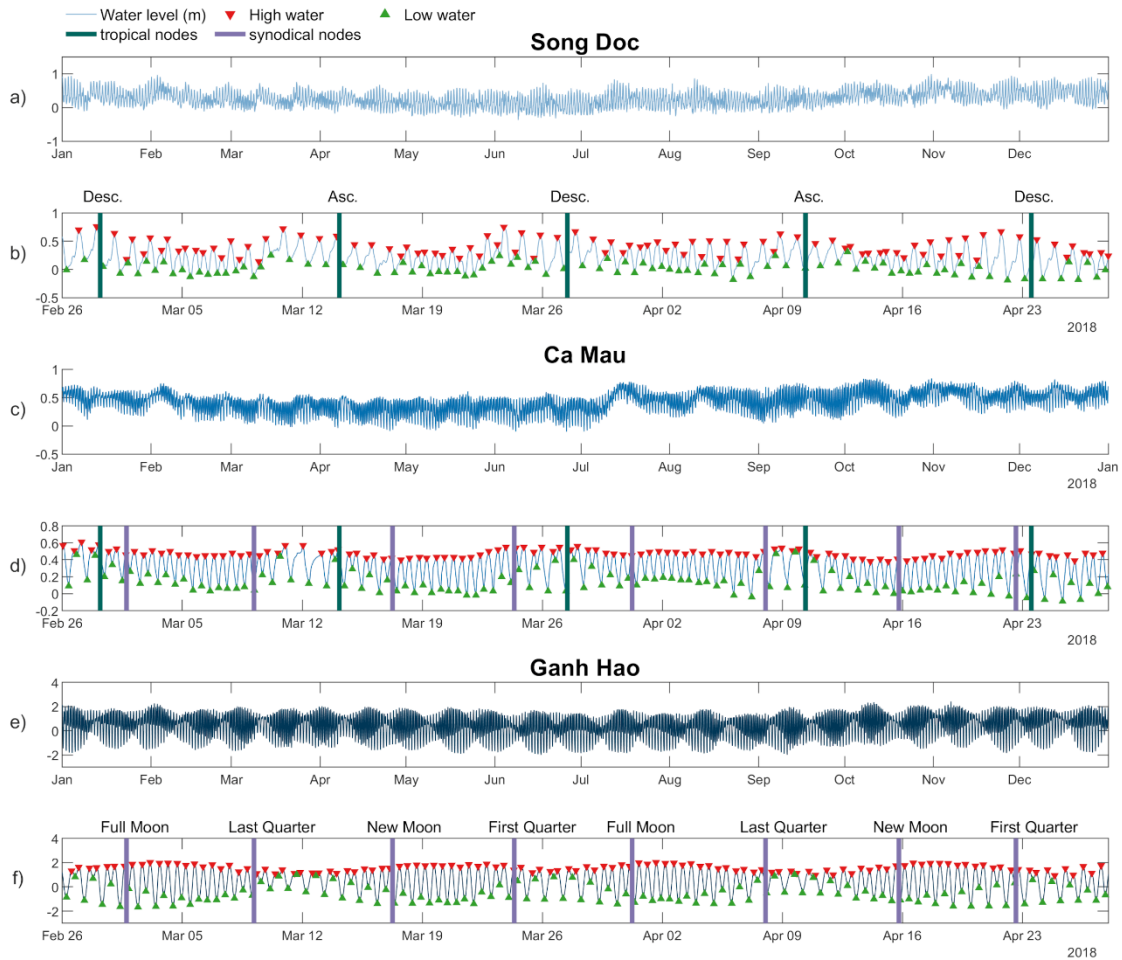 Water level (m) High water Low water
tropical nodes synodical nodes
Song Doc
a)
1
0
-1
Jan Feb Mar Apr May Jun Jul Aug Sep Oct Nov Dec
Desc. Asc. Desc. Asc. Desc.
b)
1
0.5
0
-0.5
Feb 26 Mar 05 Mar 12 Mar 19 Mar 26 Apr 02 Apr 09 Apr 16 Apr 23
2018
Ca Mau
c)
1
0.5
0
-0.5
Jan Feb Mar Apr May Jun Jul Aug Sep Oct Nov Dec Jan
2018
d)
0.8
0.6
0.4
0.2
0
-0.2
Feb 26 Mar 05 Mar 12 Mar 19 Mar 26 Apr 02 Apr 09 Apr 16 Apr 23
2018
Ganh Hao
e)
4
2
0
-2
Jan Feb Mar Apr May Jun Jul Aug Sep Oct Nov Dec
Full Moon Last Quarter New Moon First Quarter Full Moon Last Quarter New Moon First Quarter
f)
4
2
0
-2
Feb 26 Mar 05 Mar 12 Mar 19 Mar 26 Apr 02 Apr 09 Apr 16 Apr 23
2018